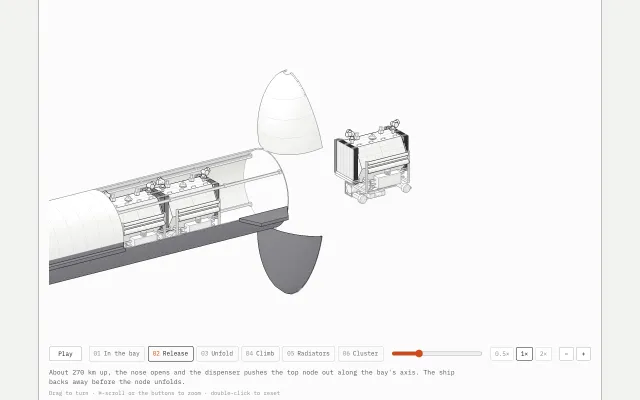 Play 01 In the bay 02 Release 03 Unfold 04 Climb 05 Radiators 06 Cluster 0.5× 1× 2× − +
About 270 km up, the nose opens and the dispenser pushes the top node out along the bay's axis. The ship
backs away before the node unfolds.
Drag to turn · ⌘-scroll or the buttons to zoom · double-click to reset